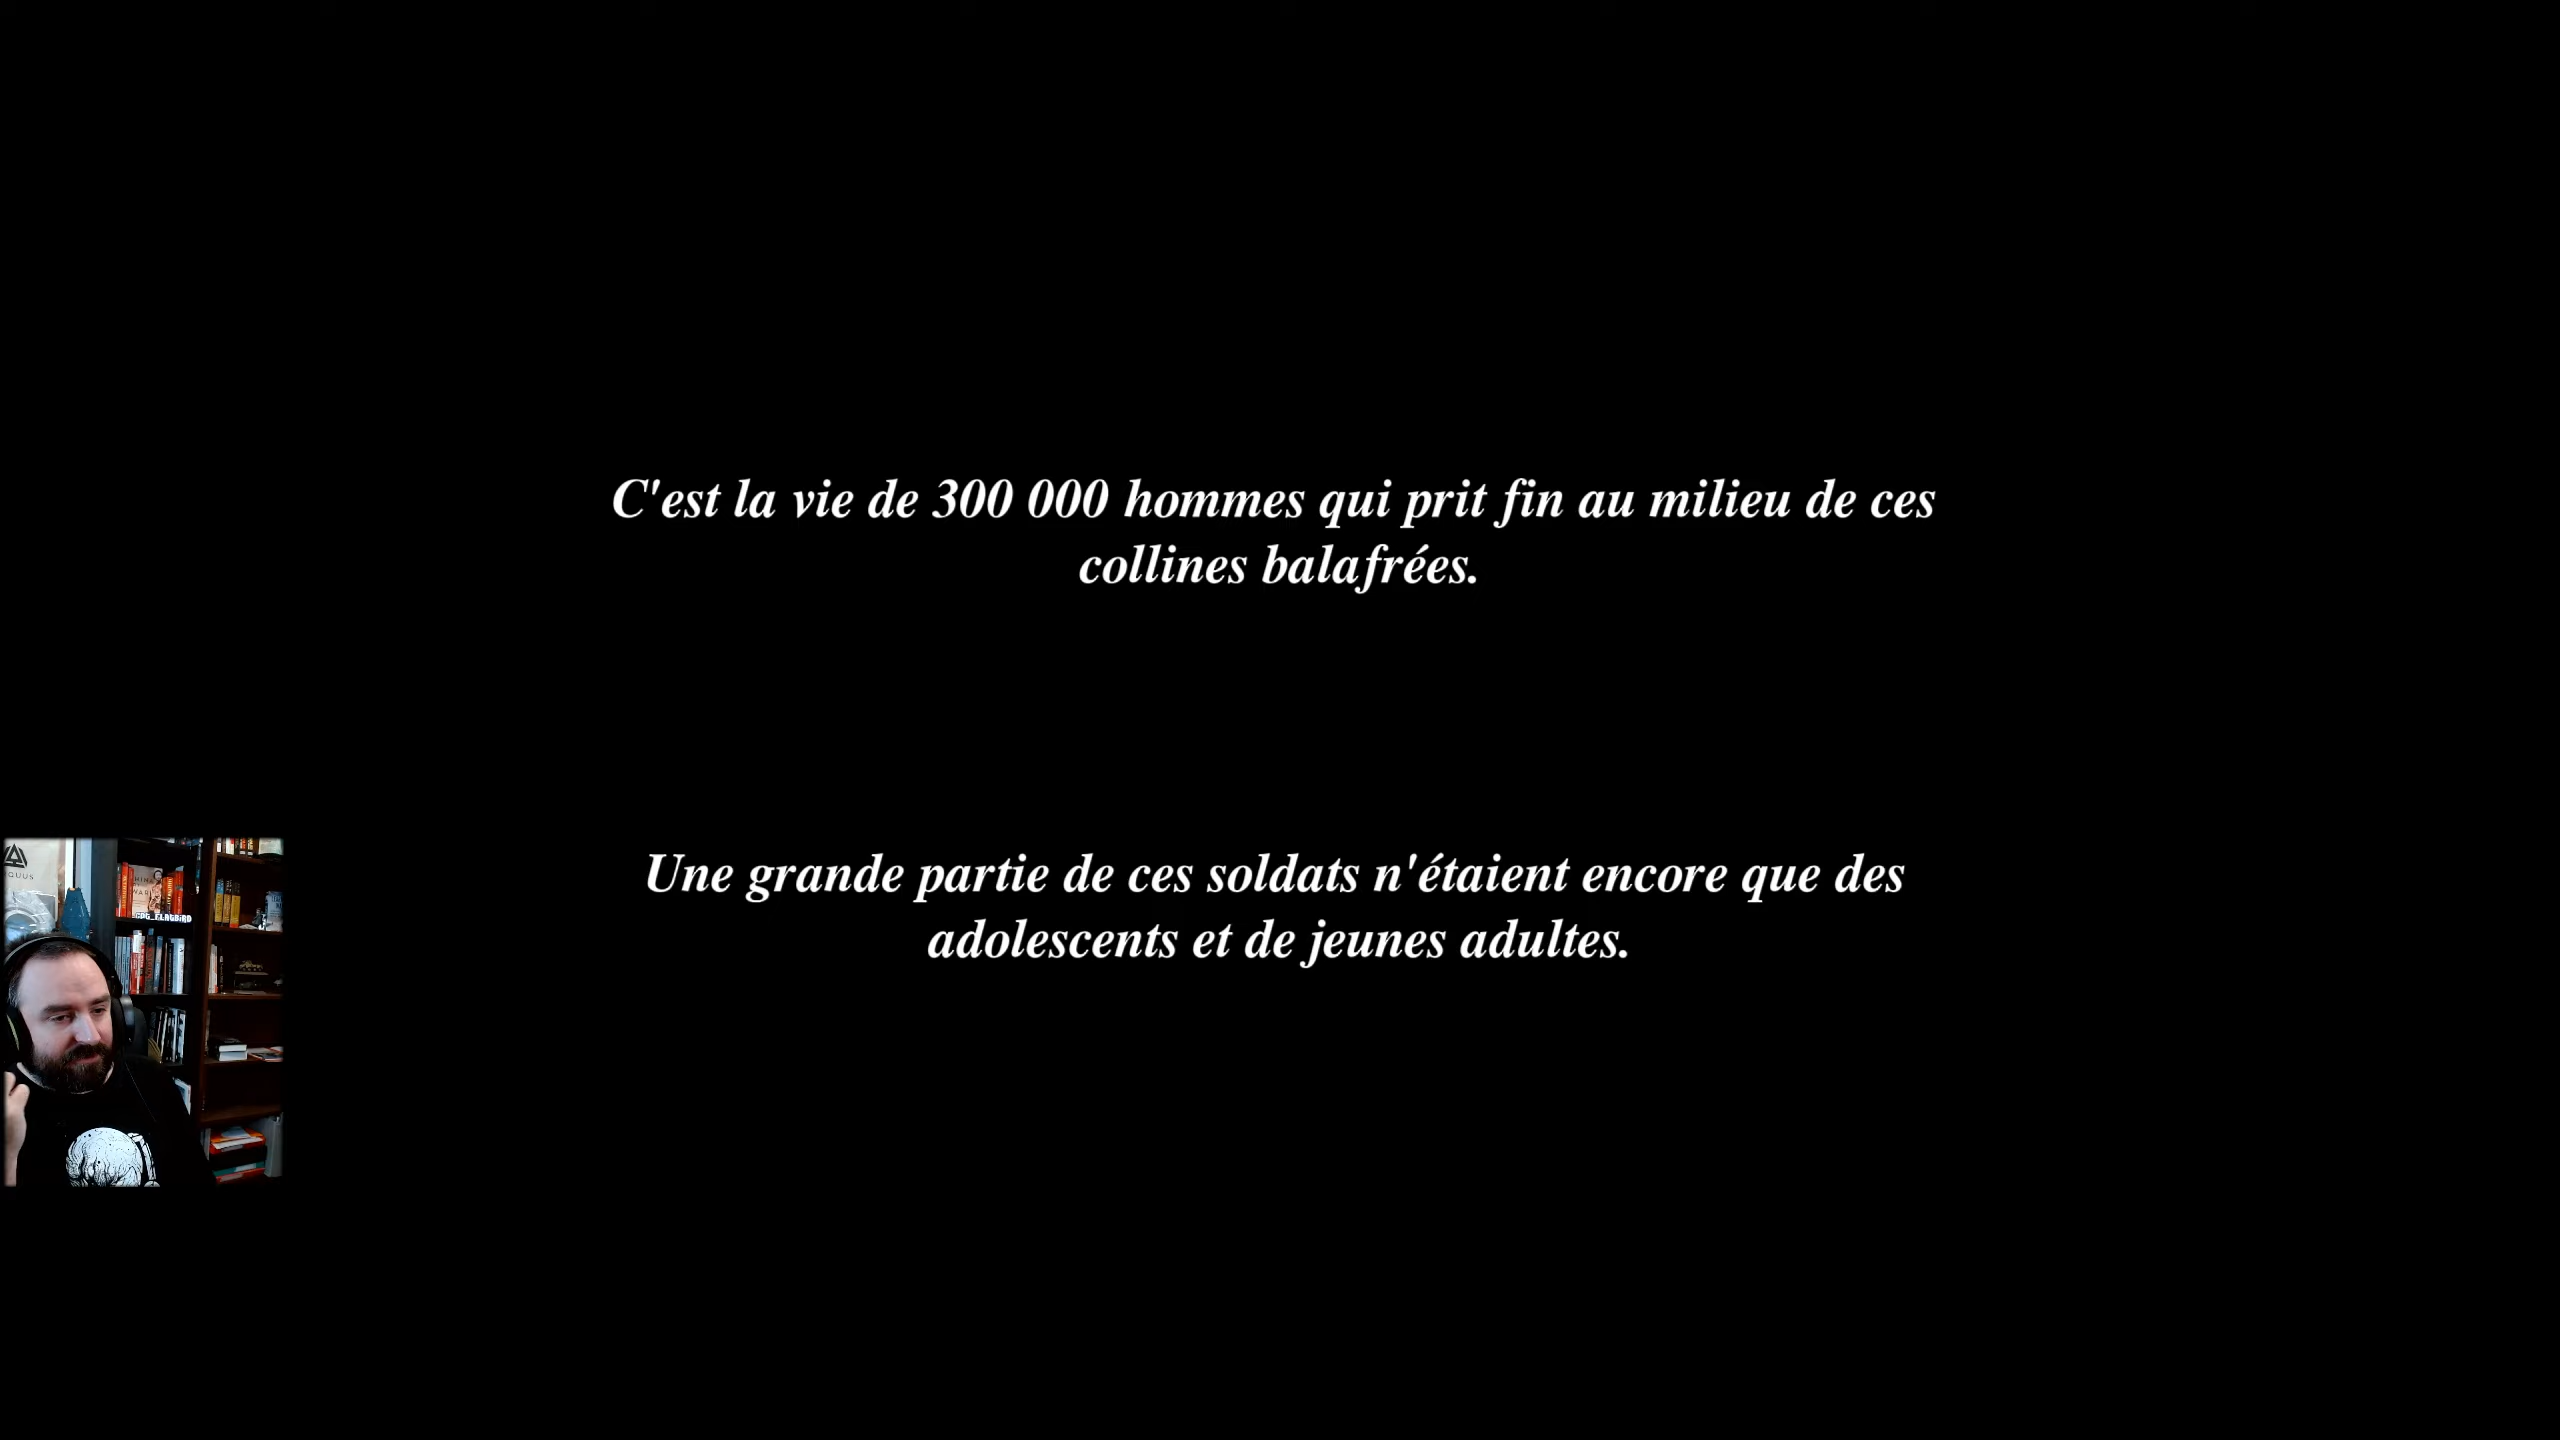 C'est la vie de 300 000 hommes qui prit fin au milieu de ces
collines balafrées.
Une grande partie de ces soldats n'étaient encore que des
adolescents et de jeunes adultes.
CDG_FLATBIRD